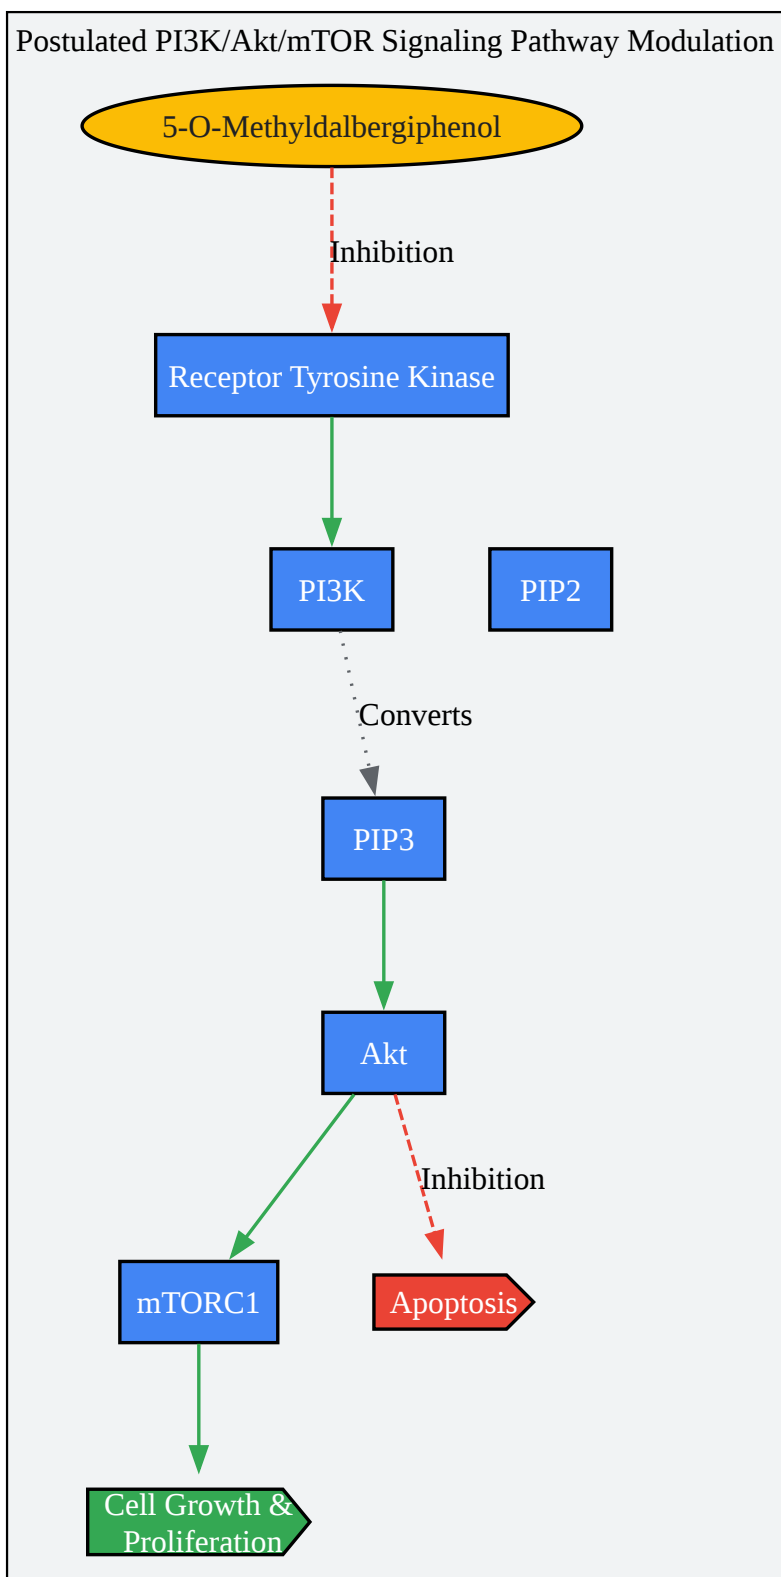 Postulated PI3K/Akt/mTOR Signaling Pathway Modulation
5-O-Methyldalbergiphenol
Inhibition
Receptor Tyrosine Kinase
PI3K
PIP2
Converts
PIP3
Akt
Inhibition
mTORC1
Apoptosis
Cell Growth &
Proliferation